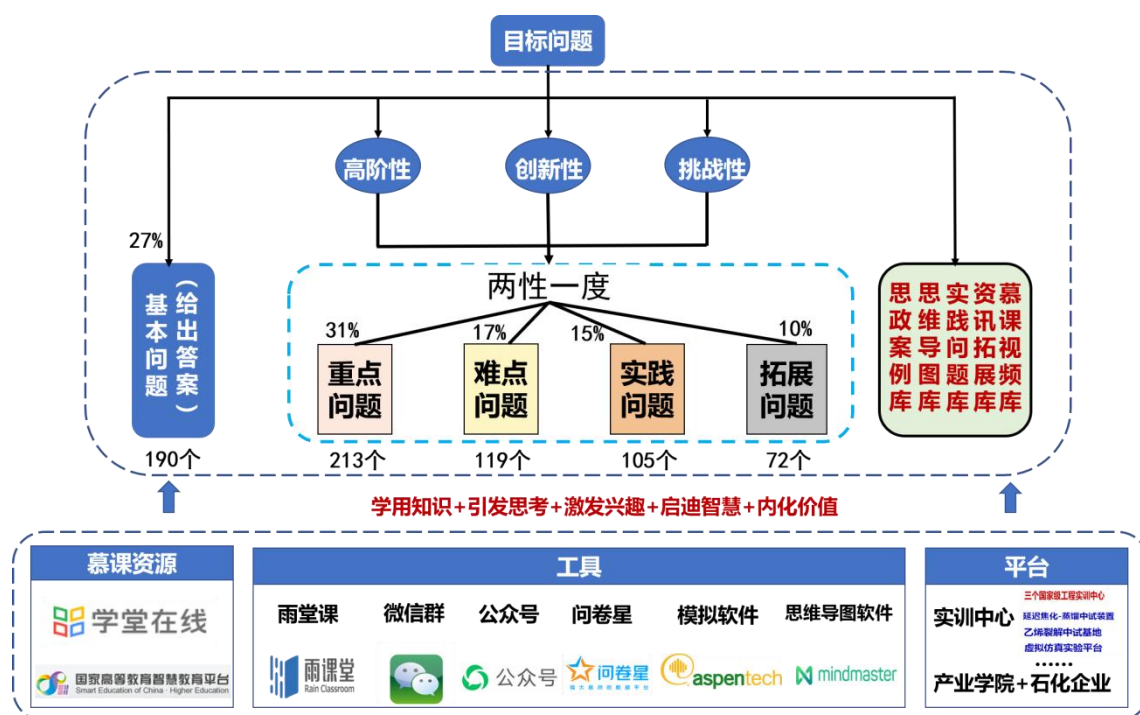 目标问题
高阶性
创新性
挑战性
27%
基本问题
（给出答案）
190个
两性一度
31%
17%
15%
10%
重点
问题
难点
问题
实践
问题
拓展
问题
213个
119个
105个
72个
思政案例库
思维导图库
实践问题库
资讯拓展库
慕课视频库
学用知识+引发思考+激发兴趣+启迪智慧+内化价值
慕课资源
学堂在线
国家高等教育智慧教育平台
Smart Education of China · Higher Education
工具
雨堂课
微信群
公众号
问卷星
模拟软件
思维导图软件
雨课堂
Rain Classroom
公众号
问卷星
aspentech
mindmaster
平台
实训中心
三个国家级工程实训中心
延迟焦化-蒸馏中试装置
乙烯裂解中试基地
虚拟仿真实验平台
……
产业学院+石化企业